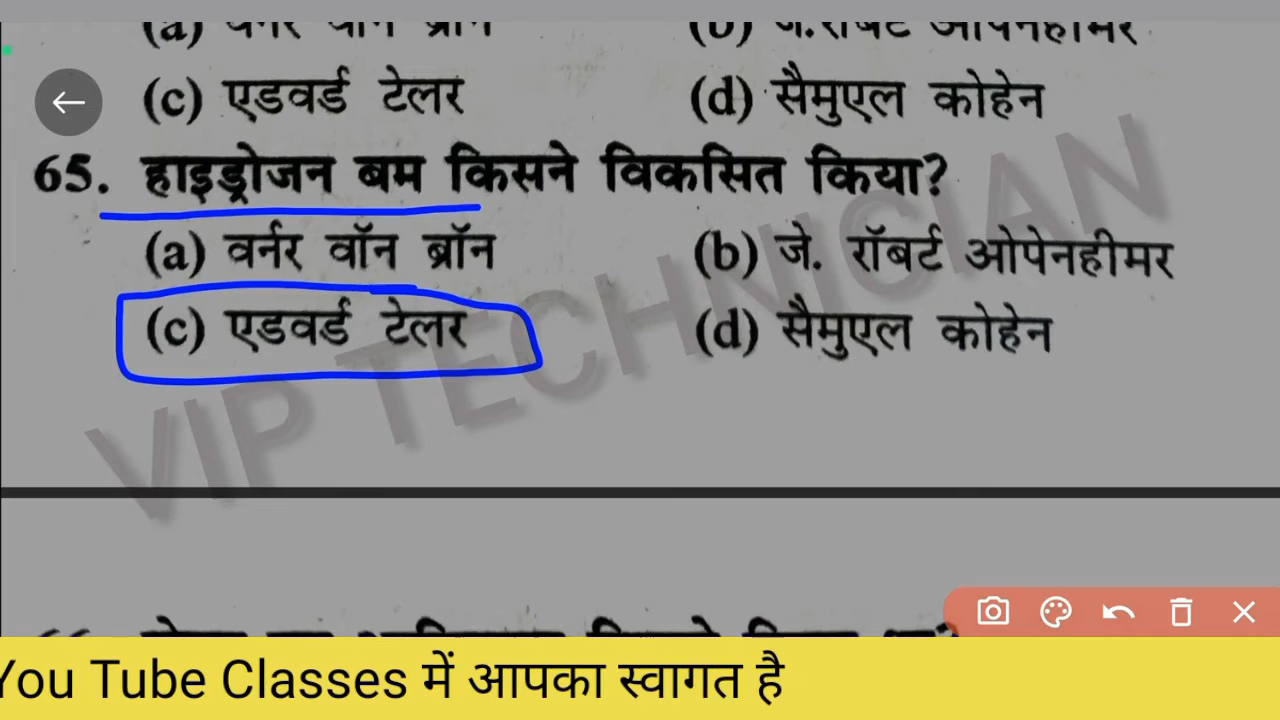 (c) एडवर्ड टेलर (d) सैमुएल कोहेन
65. हाइड्रोजन बम किसने विकसित किया?
(a) वर्नर वॉन ब्रॉन (b) जे. रॉबर्ट ओपेनहीमर
(c) एडवर्ड टेलर (d) सैमुएल कोहेन
VIP TECHNICIAN
You Tube Classes में आपका स्वागत है